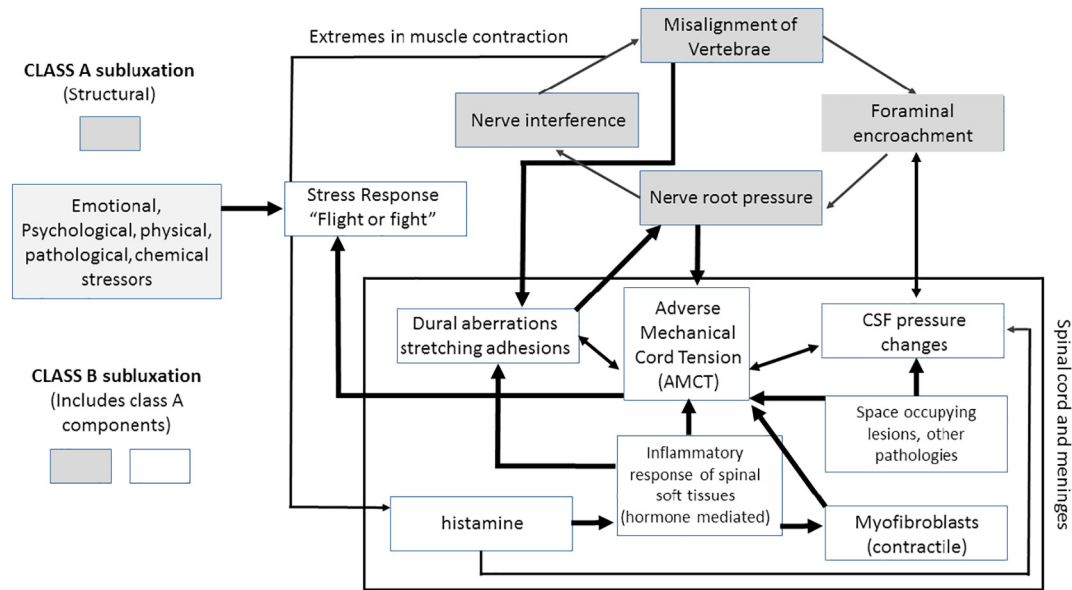 Extremes in muscle contraction
Misalignment of
Vertebrae
CLASS A subluxation
(Structural)
Nerve interference
Foraminal
encroachment
Emotional,
Psychological, physical,
pathological, chemical
stressors
Stress Response
“Flight or fight”
Nerve root pressure
Dural aberrations
stretching adhesions
Adverse
Mechanical
Cord Tension
(AMCT)
CSF pressure
changes
Spinal cord and meninges
CLASS B subluxation
(Includes class A
components)
Space occupying
lesions, other
pathologies
Inflammatory
response of spinal
soft tissues
(hormone mediated)
histamine
Myofibroblasts
(contractile)